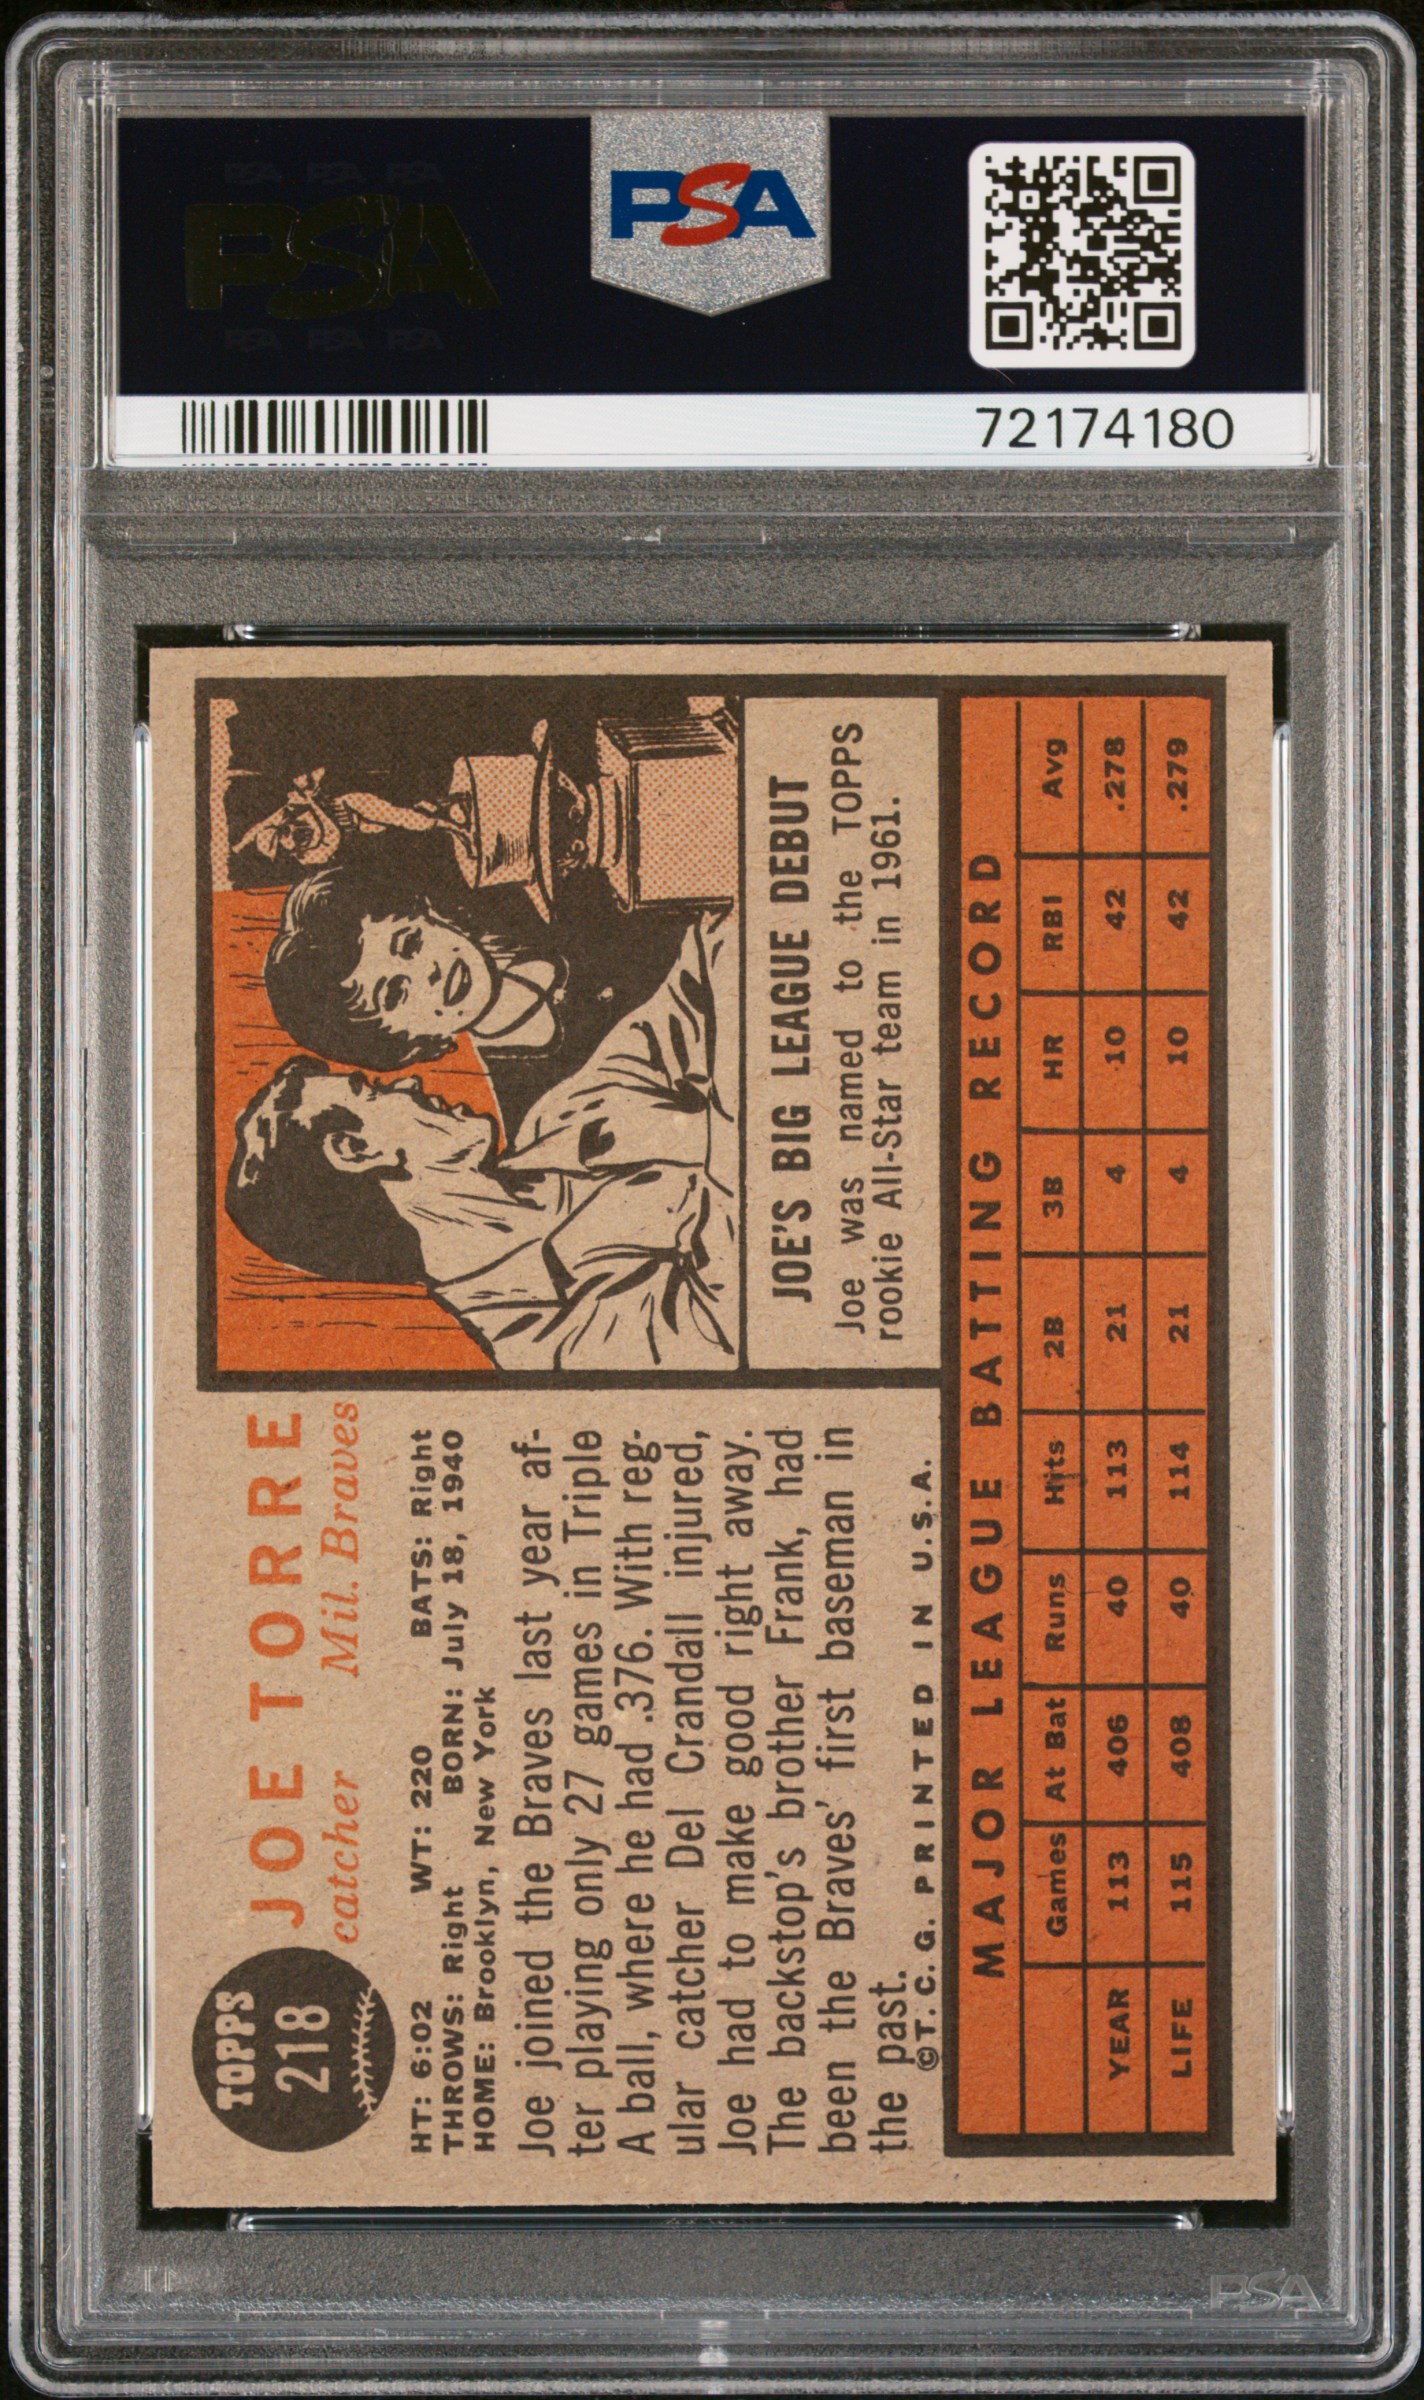 PSA PSA PSA
PSA
PSA PSA PSA
PSA
72174180
TOPPS
218
JOE TORRE
catcher Mil. Braves
HT: 6:02 WT: 220 BATS: Right
THROWS: Right BORN: July 18, 1940
HOME: Brooklyn, New York
Joe joined the Braves last year af-
ter playing only 27 games in Triple
A ball, where he had .376. With reg-
ular catcher Del Crandall injured,
Joe had to make good right away.
The backstop's brother Frank, had
been the Braves' first baseman in
the past.
©T. C. G. PRINTED IN U.S.A.
JOE'S BIG LEAGUE DEBUT
Joe was named to the TOPPS
rookie All-Star team in 1961.
MAJOR LEAGUE BATTING RECORD
Games At Bat Runs Hits 2B 3B HR RBI Avg
YEAR 113 406 40 113 21 4 10 42 .278
LIFE 115 408 40 114 21 4 10 42 .279
PSA